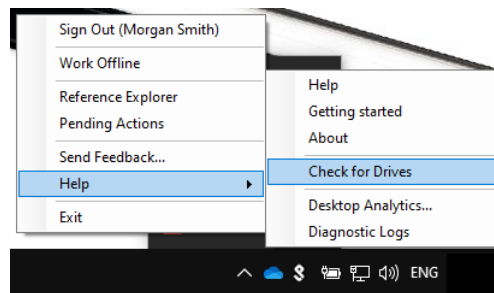 Sign Out (Morgan Smith)
Work Offline
Reference Explorer
Pending Actions
Send Feedback...
Help
Exit
Help
Getting started
About
Check for Drives
Desktop Analytics...
Diagnostic Logs
ENG